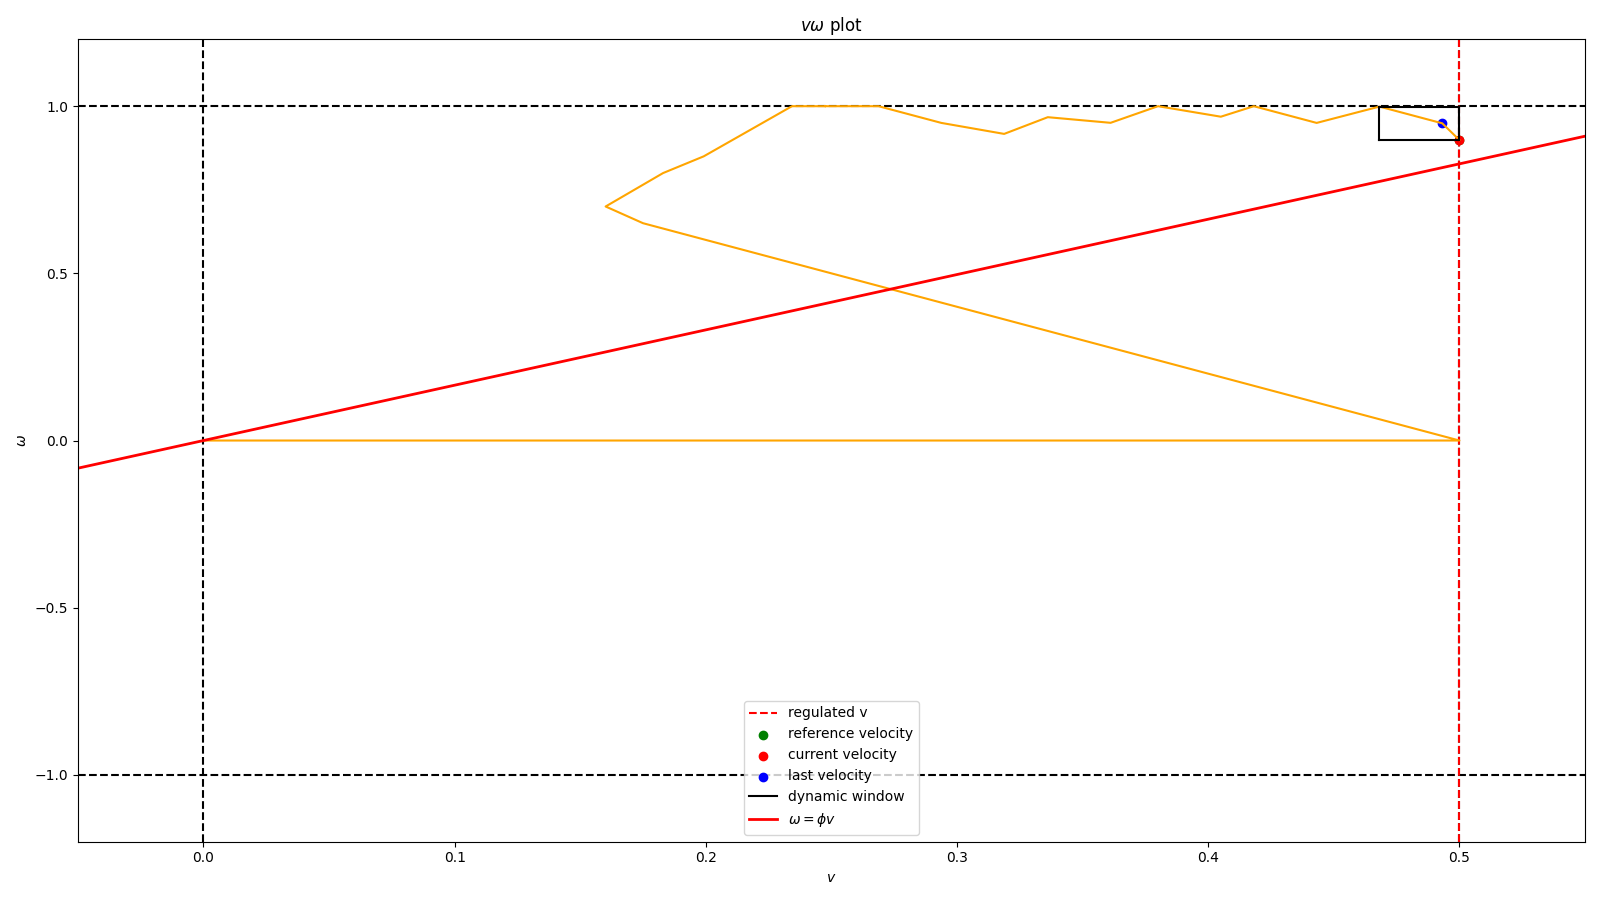 vω plot
1.0
0.5
0.0
−0.5
−1.0
ω
0.0 0.1 0.2 0.3 0.4 0.5
v
regulated v
reference velocity
current velocity
last velocity
dynamic window
ω = ϕv